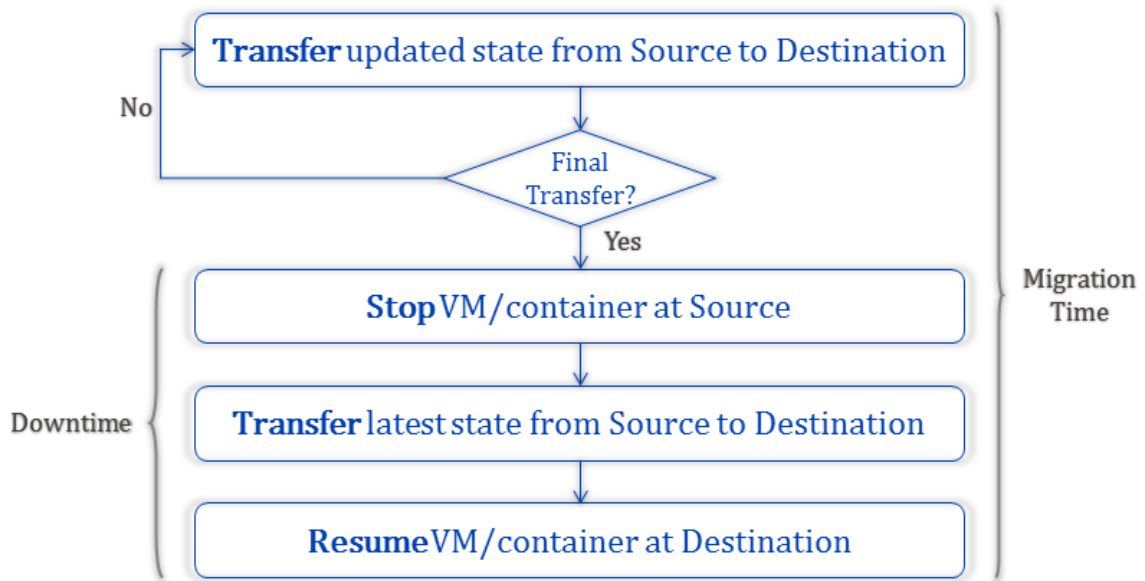 Transfer updated state from Source to Destination
No
Final
Transfer?
Yes
Stop VM/container at Source
Migration
Time
Downtime
Transfer latest state from Source to Destination
Resume VM/container at Destination